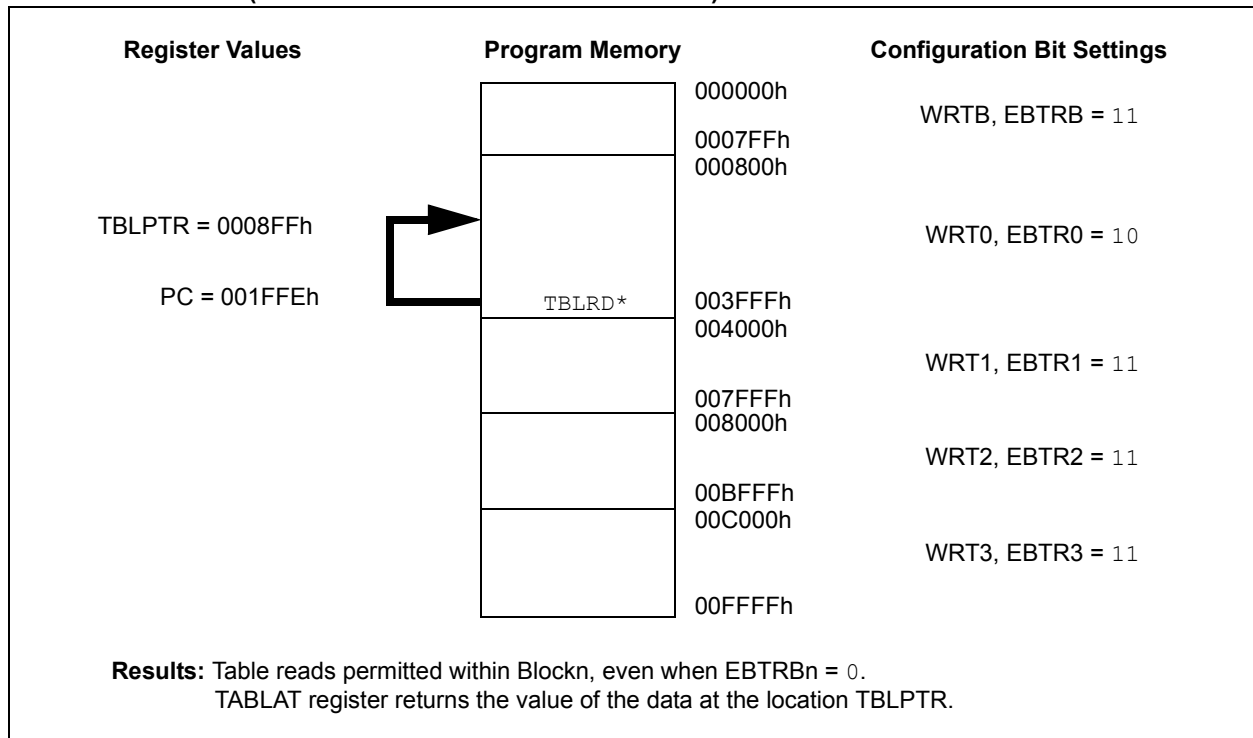 Register Values Program Memory Configuration Bit Settings
000000h
WRTB, EBTRB = 11
0007FFh
000800h
TBLPTR = 0008FFh
WRT0, EBTR0 = 10
PC = 001FFEh
TBLRD*
003FFFh
004000h
WRT1, EBTR1 = 11
007FFFh
008000h
WRT2, EBTR2 = 11
00BFFFh
00C000h
WRT3, EBTR3 = 11
00FFFFh
Results: Table reads permitted within Blockn, even when EBTRBn = 0.
TABLAT register returns the value of the data at the location TBLPTR.